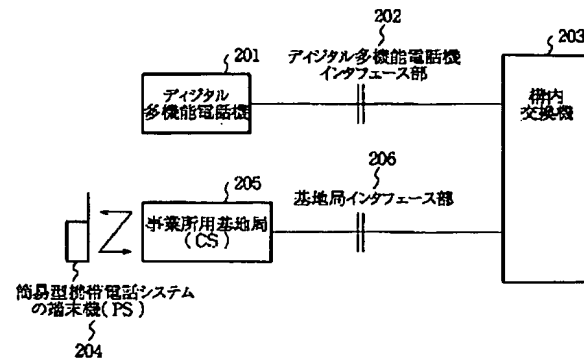 202
203
201
ディジタル多機能電話機
インタフェース部
ディジタル
多機能電話機
構内
交換機
205
206
基地局インタフェース部
事業所用基地局
(CS)
簡易型携帯電話システム
の端末機(PS)
204